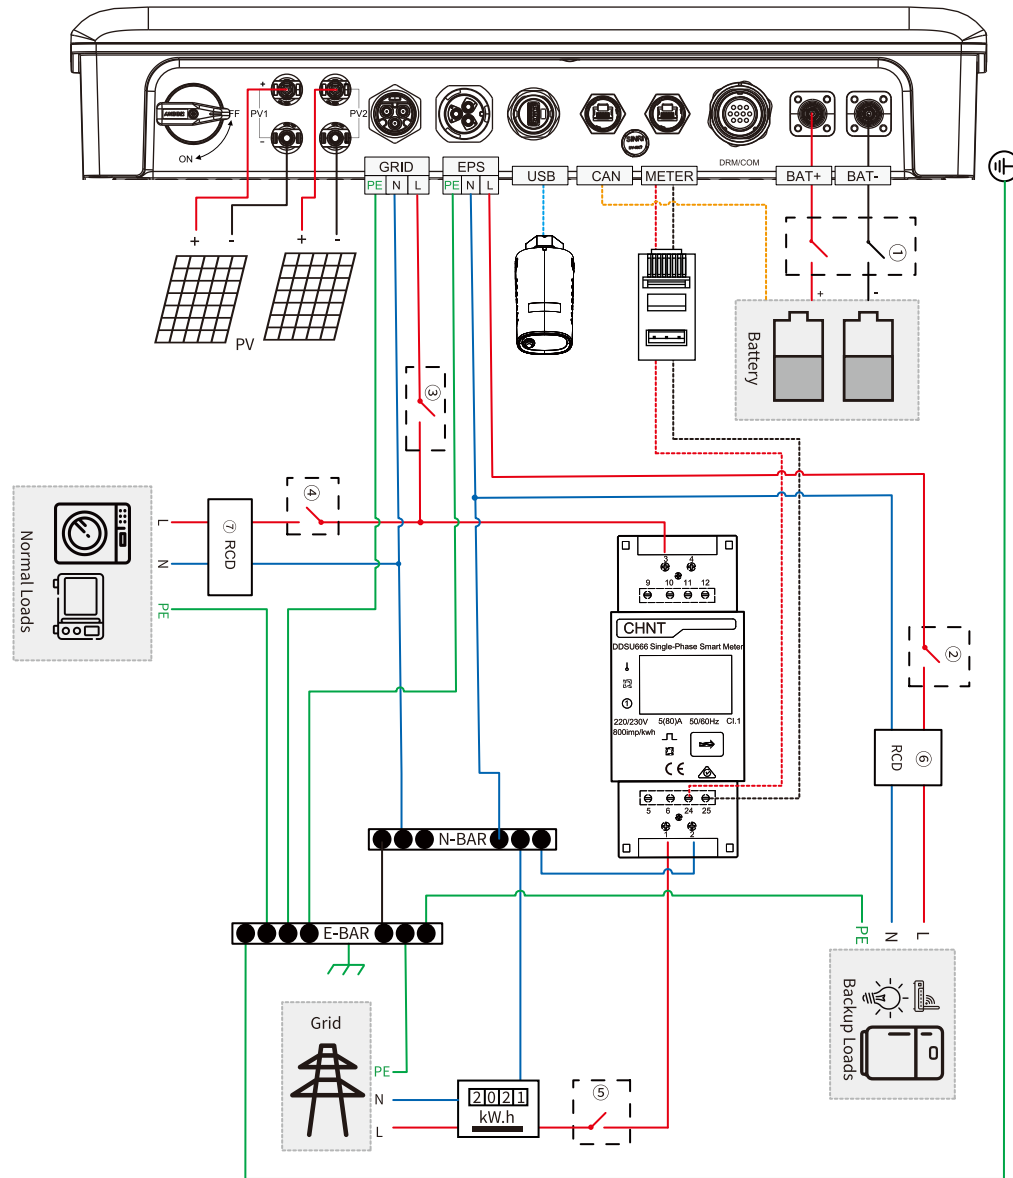 +
PV1
-
PV2
FF
ON
DRM/COM
GRID
PE N L
EPS
PE N L
USB
CAN
METER
BAT+
BAT-
+
-
+
-
PV
①
+
-
Battery
③
④
Normal Loads
L
N
PE
⑦ RCD
3
4
9 10 11 12
CHNT
DDSU666 Single-Phase Smart Meter
1
220/230V 5(80)A 50/60Hz Cl.1
800imp/kwh
CE
5 6 24 25
1
2
②
⑥
RCD
N-BAR
E-BAR
PE
N
L
Backup Loads
Grid
PE
N
L
2021
kW.h
⑤